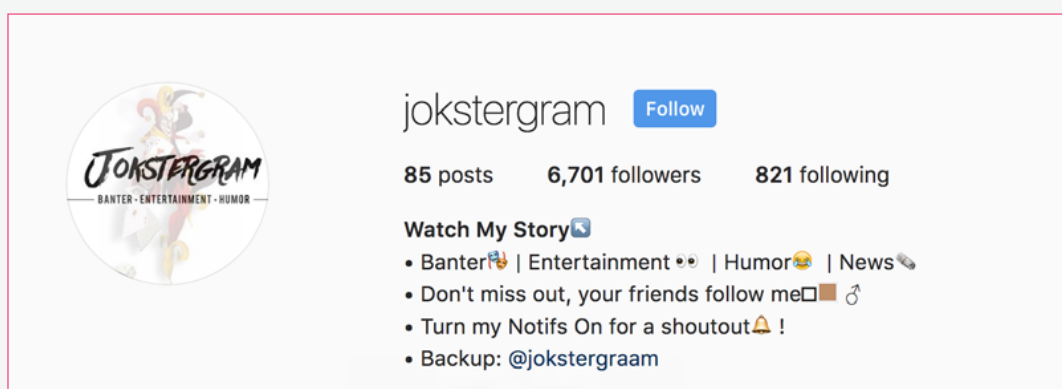 JOKSTERGRAM
BANTER - ENTERTAINMENT - HUMOR
jokstergram Follow
85 posts 6,701 followers 821 following
Watch My Story↖️
• Banter🎭 | Entertainment 👀 | Humor😂 | News🗞️
• Don't miss out, your friends follow me□🏽 ♂
• Turn my Notifs On for a shoutout🔔 !
• Backup: @jokstergraam